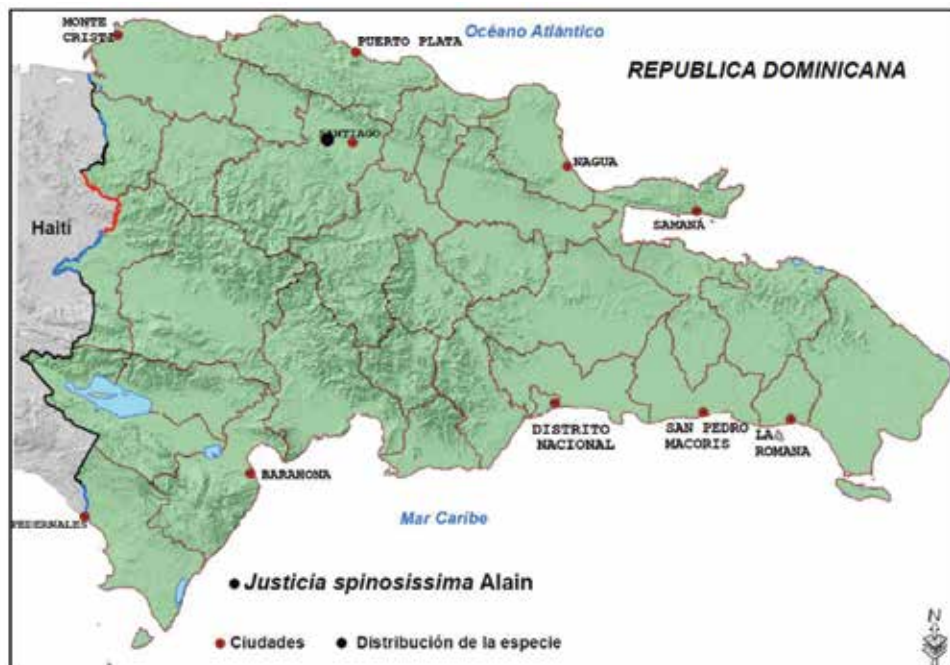 MONTE
CRISTI
PUERTO PLATA
Océano Atlántico
REPUBLICA DOMINICANA
SANTIAGO
NAGUA
SAMANÁ
Haití
DISTRITO
NACIONAL
SAN PEDRO
MACORIS
LA
ROMANA
BARAHONA
PEDERNALES
Mar Caribe
Justicia spinosissima Alain
Ciudades
Distribución de la especie
N